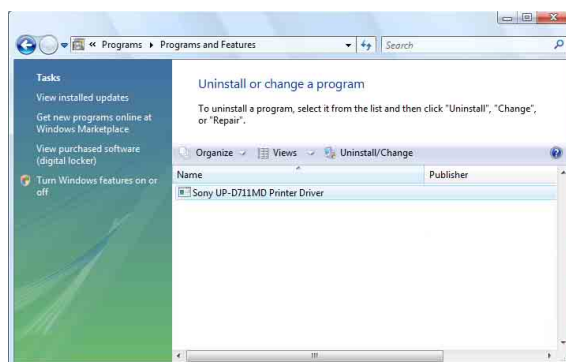 « Programs ▸ Programs and Features
Search
Tasks
View installed updates
Get new programs online at
Windows Marketplace
View purchased software
(digital locker)
Turn Windows features on or
off
Uninstall or change a program
To uninstall a program, select it from the list and then click "Uninstall", "Change",
or "Repair".
Organize Views Uninstall/Change
Name Publisher
Sony UP-D711MD Printer Driver